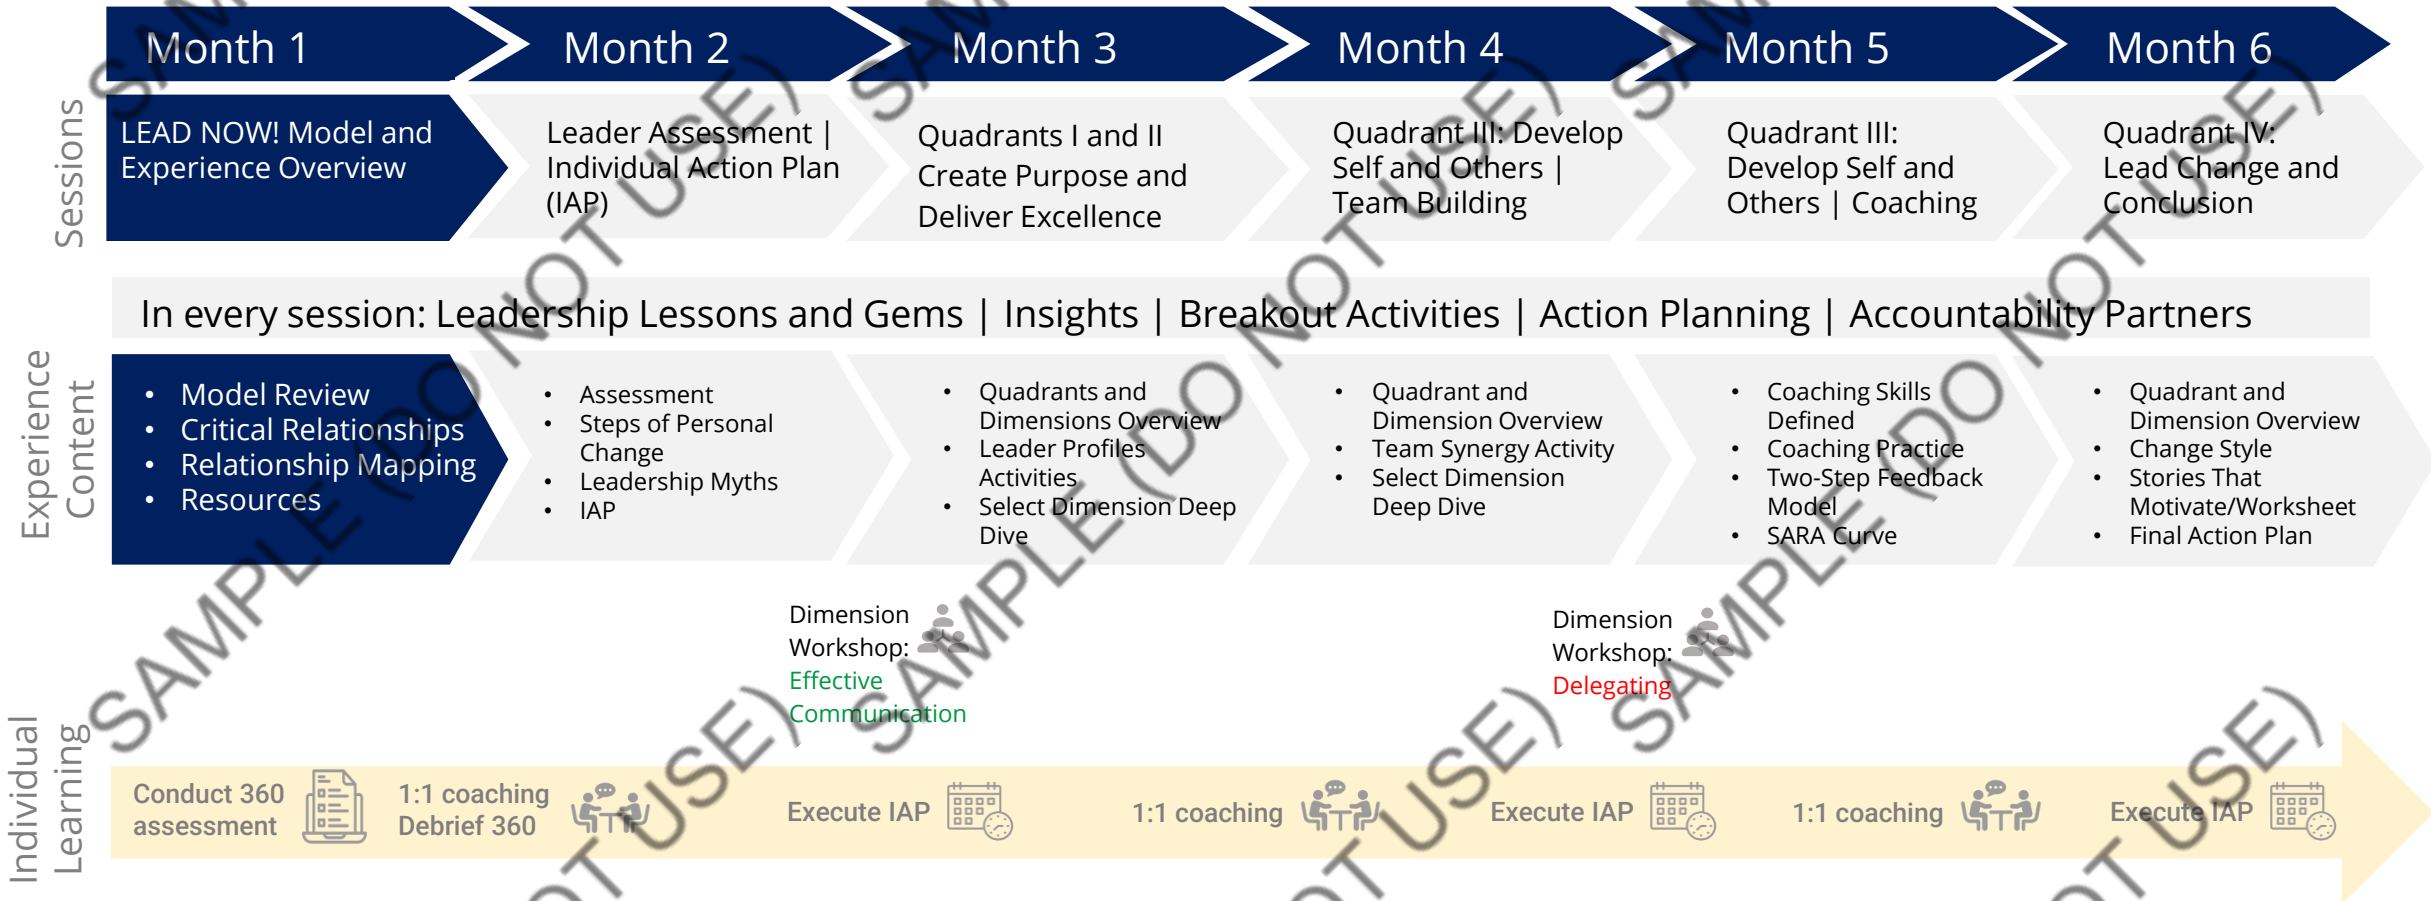 Month 1
Month 2
Month 3
Month 4
Month 5
Month 6
Sessions
LEAD NOW! Model and
Experience Overview
Leader Assessment |
Individual Action Plan
(IAP)
Quadrants I and II
Create Purpose and
Deliver Excellence
Quadrant III: Develop
Self and Others |
Team Building
Quadrant III:
Develop Self and
Others | Coaching
Quadrant IV:
Lead Change and
Conclusion
In every session: Leadership Lessons and Gems | Insights | Breakout Activities | Action Planning | Accountability Partners
Experience
Content
• Model Review
• Critical Relationships
• Relationship Mapping
• Resources
• Assessment
• Steps of Personal
Change
• Leadership Myths
• IAP
• Quadrants and
Dimensions Overview
• Leader Profiles
Activities
• Select Dimension Deep
Dive
• Quadrant and
Dimension Overview
• Team Synergy Activity
• Select Dimension
Deep Dive
• Coaching Skills
Defined
• Coaching Practice
• Two-Step Feedback
Model
• SARA Curve
• Quadrant and
Dimension Overview
• Change Style
• Stories That
Motivate/Worksheet
• Final Action Plan
Dimension
Workshop:
Effective
Communication
Dimension
Workshop:
Delegating
Individual
Learning
Conduct 360
assessment
1:1 coaching
Debrief 360
Execute IAP
1:1 coaching
Execute IAP
1:1 coaching
Execute IAP
SAMPLE (DO NOT USE)
SAMPLE (DO NOT USE)
SAMPLE (DO NOT USE)